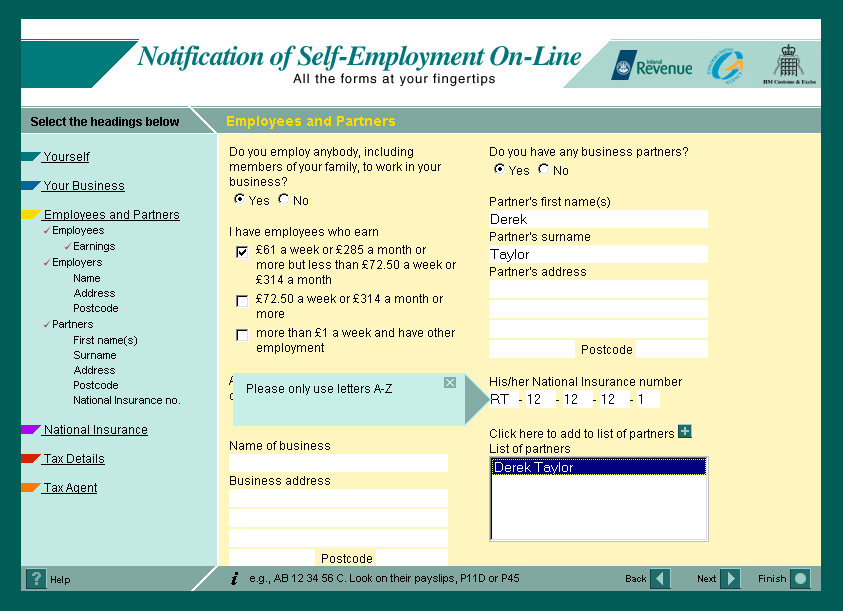 Notification of Self-Employment On-Line
All the forms at your fingertips
Inland
Revenue
HM Customs & Excise
Select the headings below
Employees and Partners
Yourself
Your Business
Employees and Partners
Employees
Earnings
Employers
Name
Address
Postcode
Partners
First name(s)
Surname
Address
Postcode
National Insurance no.
National Insurance
Tax Details
Tax Agent
Do you employ anybody, including
members of your family, to work in your
business?
Yes No
I have employees who earn
£61 a week or £285 a month or
more but less than £72.50 a week or
£314 a month
£72.50 a week or £314 a month or
more
more than £1 a week and have other
employment
Please only use letters A-Z
Name of business
Business address
Postcode
Do you have any business partners?
Yes No
Partner's first name(s)
Derek
Partner's surname
Taylor
Partner's address
Postcode
His/her National Insurance number
RT - 12 - 12 - 12 - 1
Click here to add to list of partners
List of partners
Derek Taylor
? Help
i e.g., AB 12 34 56 C. Look on their payslips, P11D or P45
Back Next Finish